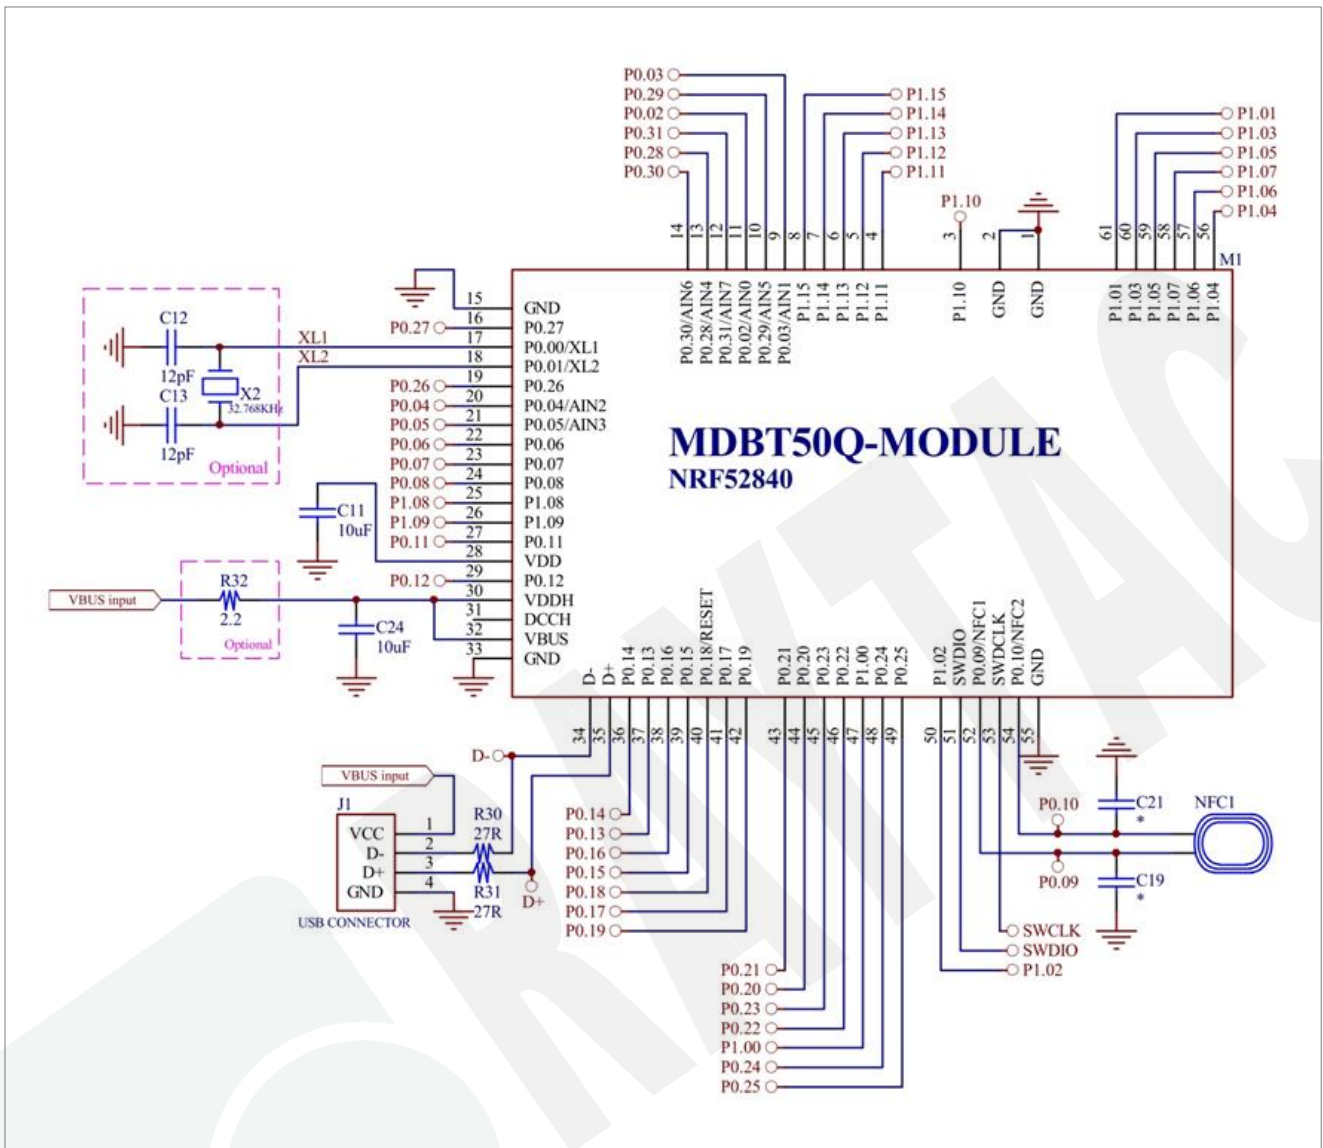 P0.03
P0.29
P0.02
P0.31
P0.28
P0.30
P1.15
P1.14
P1.13
P1.12
P1.11
P1.10
P1.01
P1.03
P1.05
P1.07
P1.06
P1.04
14 13 12 11 10 9 8 7 6 5 4 3 2 1 61 60 59 58 57 56
M1
P0.30/AIN6
P0.28/AIN4
P0.31/AIN7
P0.02/AIN0
P0.29/AIN5
P0.03/AIN1
P1.15
P1.14
P1.13
P1.12
P1.11
P1.10
GND
GND
P1.01
P1.03
P1.05
P1.07
P1.06
P1.04
15 GND
P0.27 16 P0.27
XL1 17 P0.00/XL1
XL2 18 P0.01/XL2
P0.26 19 P0.26
P0.04 20 P0.04/AIN2
P0.05 21 P0.05/AIN3
P0.06 22 P0.06
P0.07 23 P0.07
P0.08 24 P0.08
P1.08 25 P1.08
P1.09 26 P1.09
P0.11 27 P0.11
28 VDD
P0.12 29 P0.12
30 VDDH
31 DCCH
32 VBUS
33 GND
C12
12pF
C13
12pF
X2
32.768KHz
Optional
C11
10uF
VBUS input
R32
2.2
Optional
C24
10uF
MDBT50Q-MODULE
NRF52840
D-
D+
P0.14
P0.13
P0.16
P0.15
P0.18/RESET
P0.17
P0.19
P0.21
P0.20
P0.23
P0.22
P1.00
P0.24
P0.25
P1.02
SWDIO
P0.09/NFC1
SWDCLK
P0.10/NFC2
GND
34 35 36 37 38 39 40 41 42 43 44 45 46 47 48 49 50 51 52 53 54 55
D-
VBUS input
J1
VCC 1
D- 2
D+ 3
GND 4
USB CONNECTOR
R30
27R
R31
27R
D+
P0.14
P0.13
P0.16
P0.15
P0.18
P0.17
P0.19
P0.21
P0.20
P0.23
P0.22
P1.00
P0.24
P0.25
P0.10
P0.09
C21
*
C19
*
NFC1
SWCLK
SWDIO
P1.02
RAYTAC